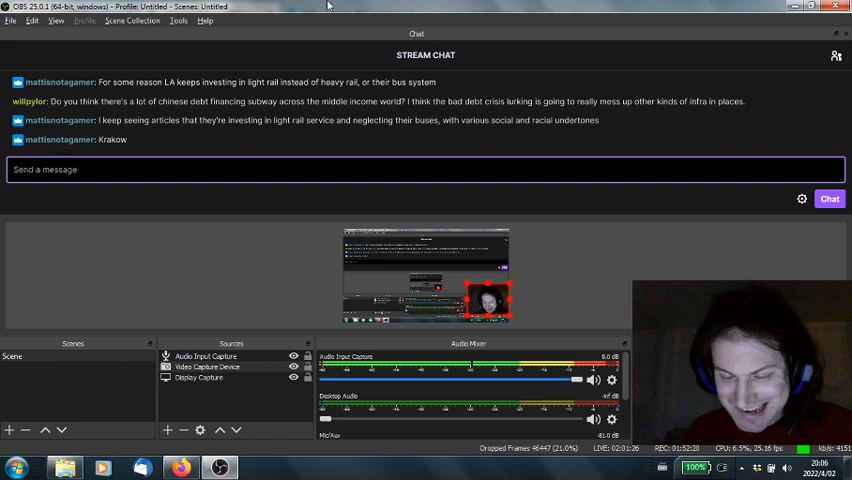 OBS 25.0.1 (64-bit, windows) - Profile: Untitled - Scenes: Untitled
File Edit View Profile Scene Collection Tools Help
Chat
STREAM CHAT
mattisnotagamer: For some reason LA keeps investing in light rail instead of heavy rail, or their bus system
willpylor: Do you think there's a lot of chinese debt financing subway across the middle income world? I think the bad debt crisis lurking is going to really mess up other kinds of infra in places.
mattisnotagamer: I keep seeing articles that they're investing in light rail service and neglecting their buses, with various social and racial undertones
mattisnotagamer: Krakow
Send a message
Chat
Scenes Sources Audio Mixer
Scene
Audio Input Capture
Video Capture Device
Display Capture
Audio Input Capture 0.0 dB
Desktop Audio -inf dB
Mic/Aux -81.0 dB
Dropped Frames 46447 (21.0%) LIVE: 02:01:26 REC: 01:52:20 CPU: 6.5%, 25.16 fps kb/s: 4151
100%
20:06
2022/4/02